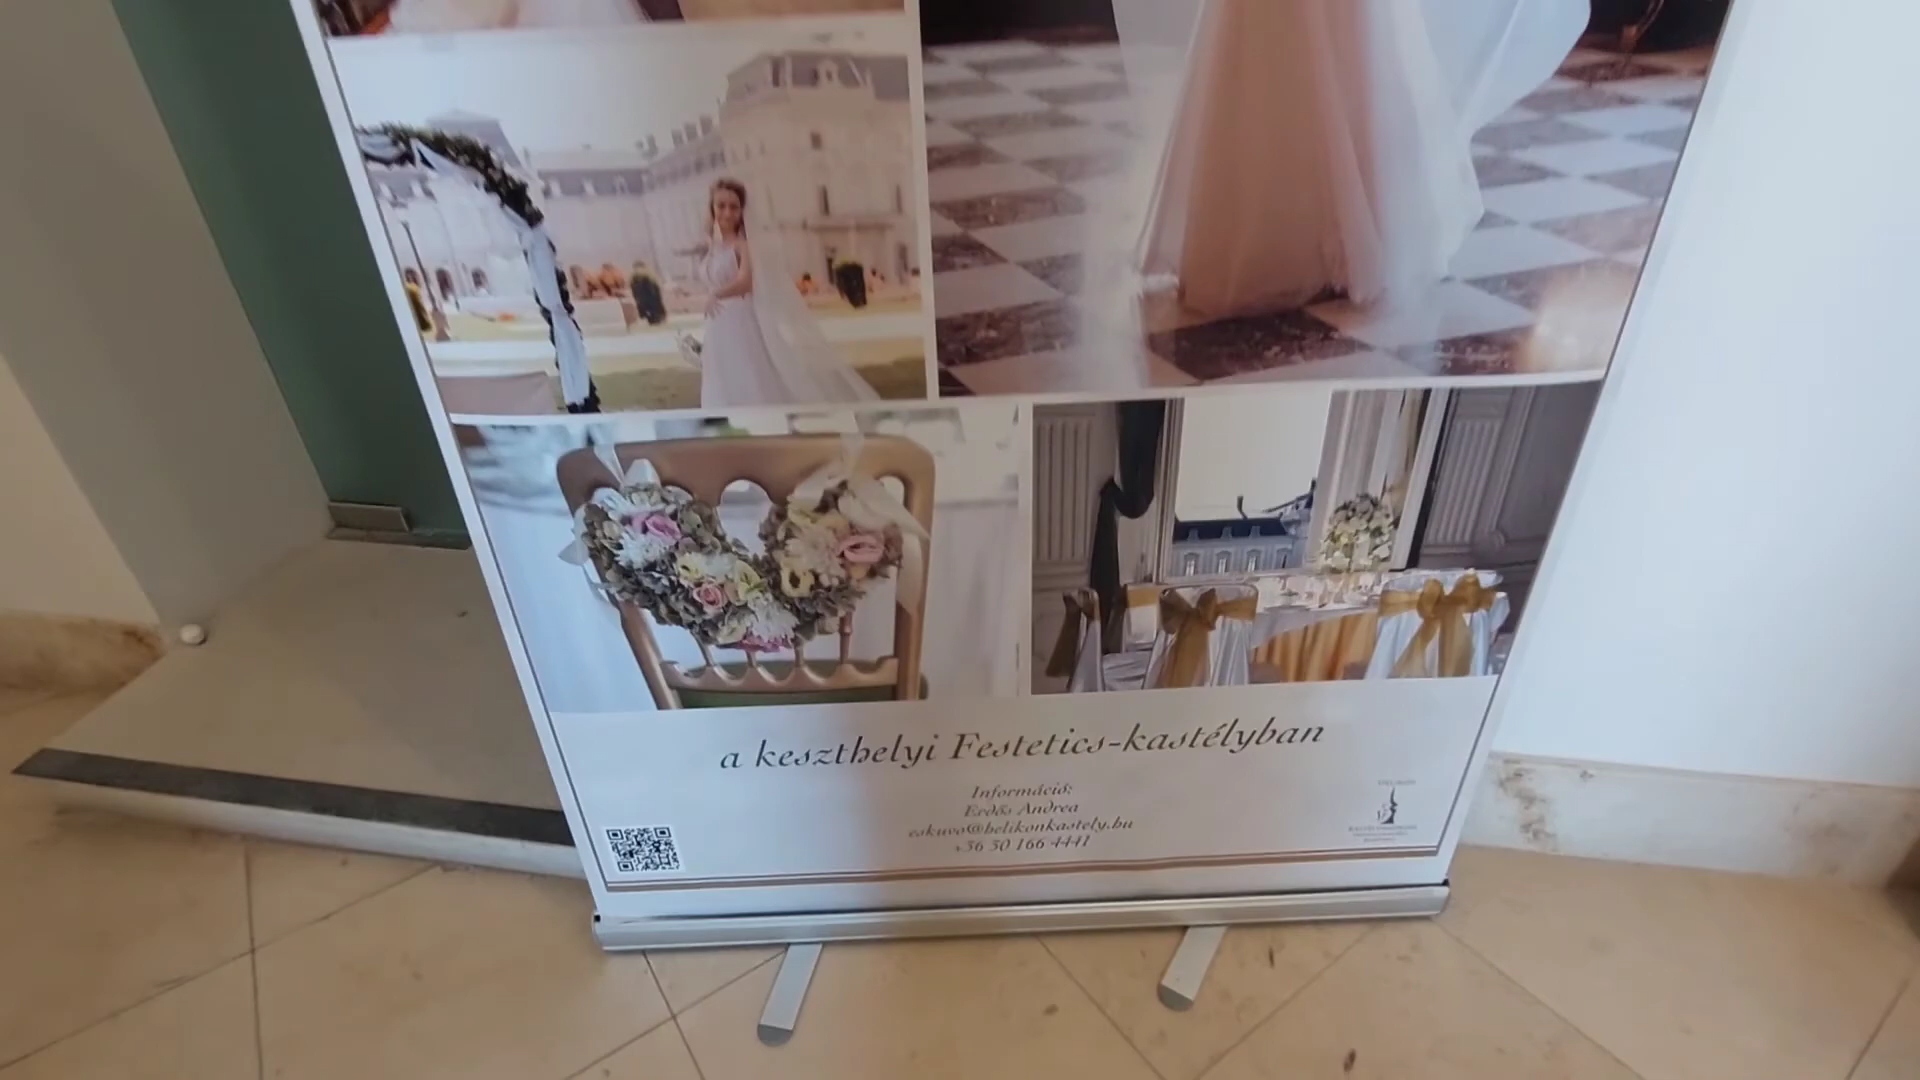 a keszthelyi Festetics-kastélyban
Információ:
Erdős Andrea
eskuvo@helikonkastely.hu
+36 30 166 4441